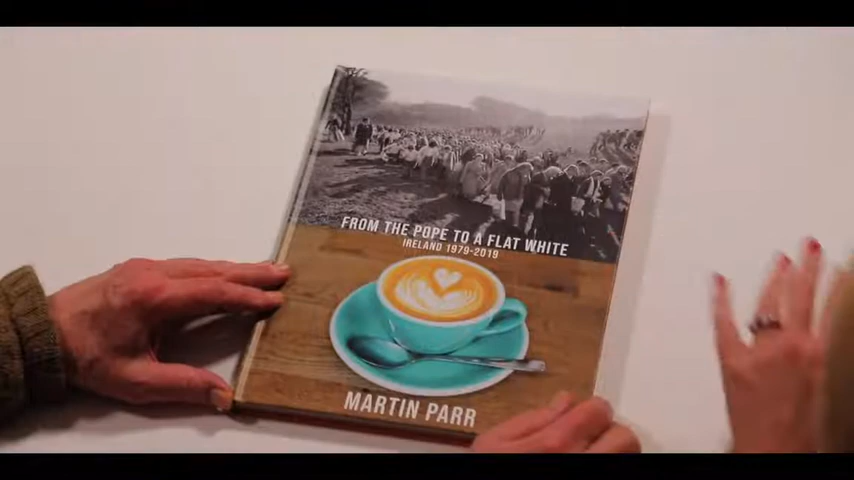 FROM THE POPE TO A FLAT WHITE
IRELAND 1979-2019
MARTIN PARR